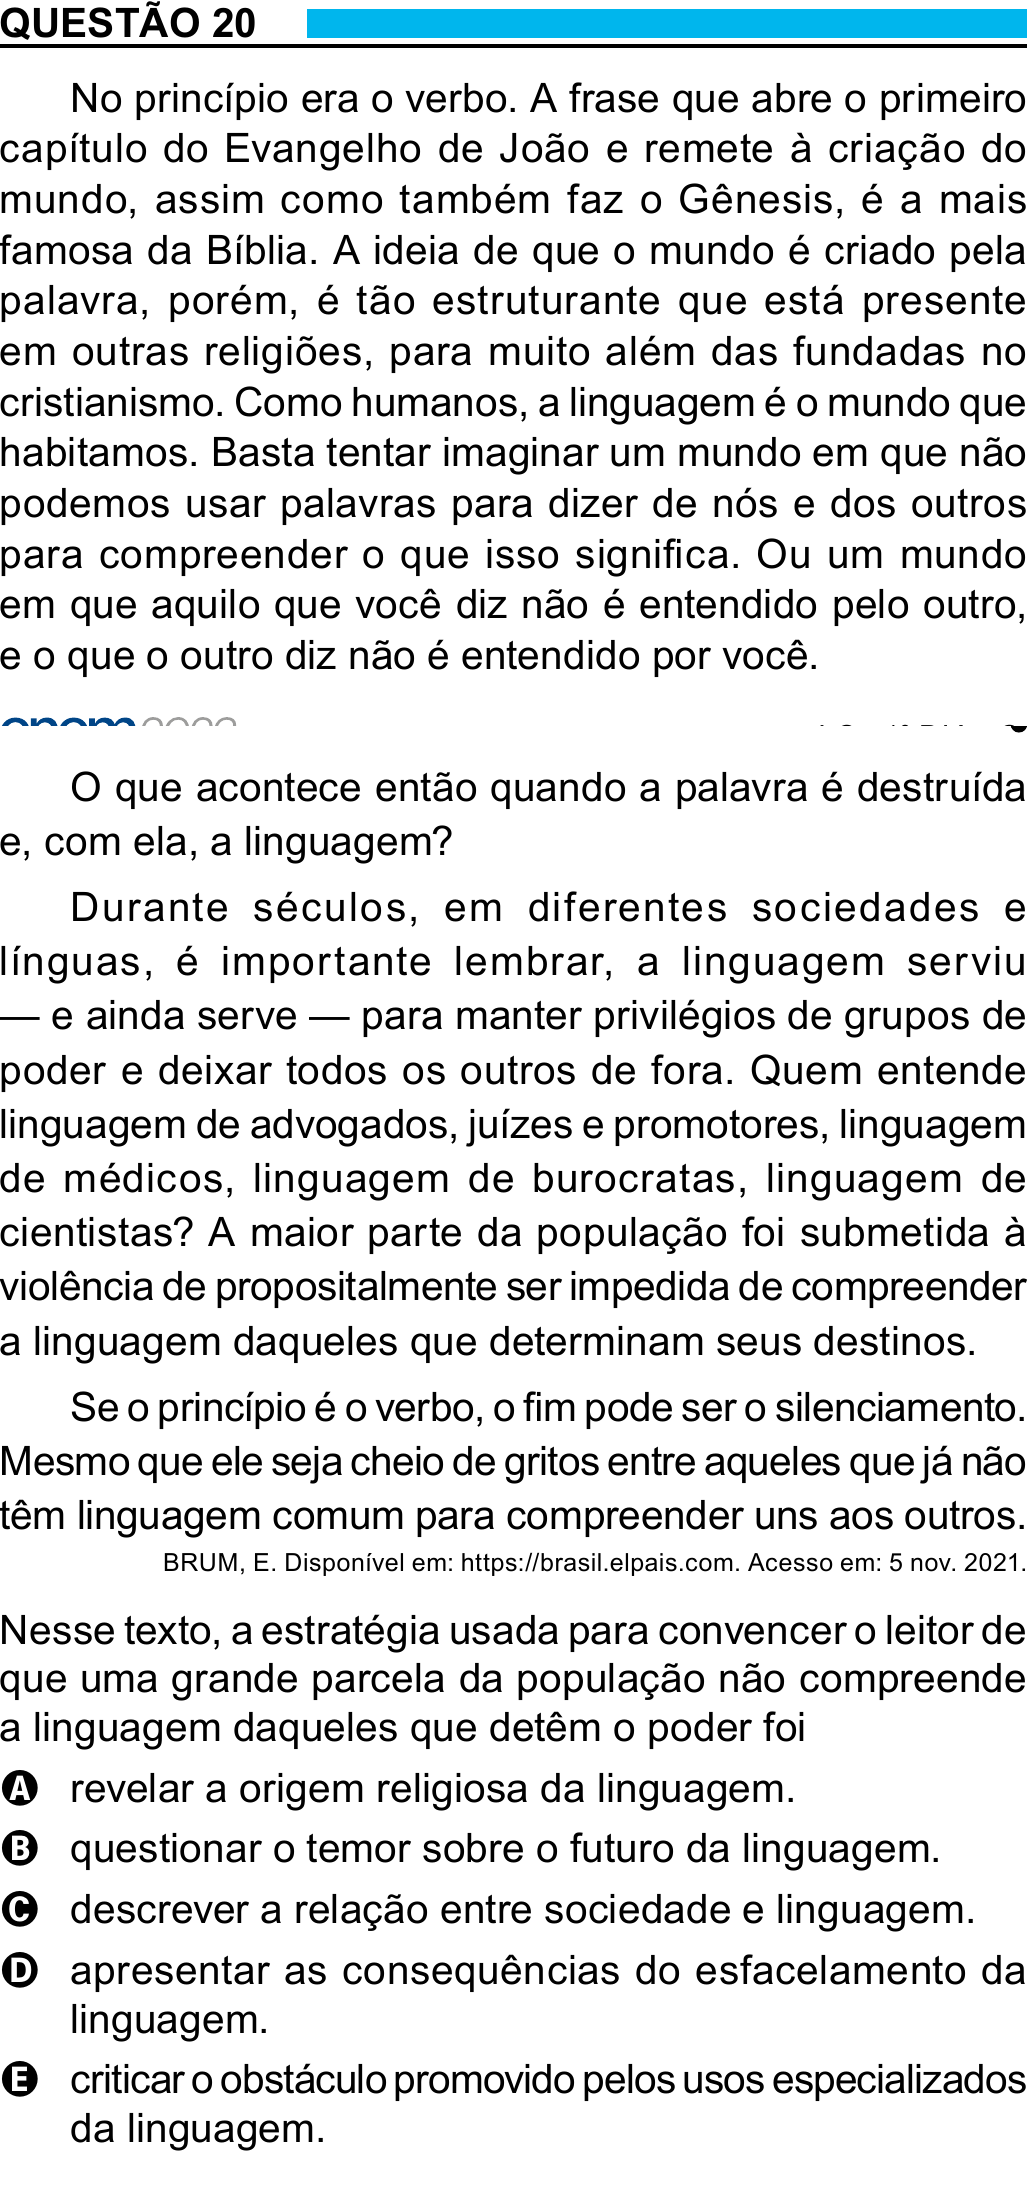 QUESTÃO 20
No princípio era o verbo. A frase que abre o primeiro
capítulo do Evangelho de João e remete à criação do
mundo, assim como também faz o Gênesis, é a mais
famosa da Bíblia. A ideia de que o mundo é criado pela
palavra, porém, é tão estruturante que está presente
em outras religiões, para muito além das fundadas no
cristianismo. Como humanos, a linguagem é o mundo que
habitamos. Basta tentar imaginar um mundo em que não
podemos usar palavras para dizer de nós e dos outros
para compreender o que isso significa. Ou um mundo
em que aquilo que você diz não é entendido pelo outro,
e o que o outro diz não é entendido por você.
O que acontece então quando a palavra é destruída
e, com ela, a linguagem?
Durante séculos, em diferentes sociedades e
línguas, é importante lembrar, a linguagem serviu
— e ainda serve — para manter privilégios de grupos de
poder e deixar todos os outros de fora. Quem entende
linguagem de advogados, juízes e promotores, linguagem
de médicos, linguagem de burocratas, linguagem de
cientistas? A maior parte da população foi submetida à
violência de propositalmente ser impedida de compreender
a linguagem daqueles que determinam seus destinos.
Se o princípio é o verbo, o fim pode ser o silenciamento.
Mesmo que ele seja cheio de gritos entre aqueles que já não
têm linguagem comum para compreender uns aos outros.
BRUM, E. Disponível em: https://brasil.elpais.com. Acesso em: 5 nov. 2021.
Nesse texto, a estratégia usada para convencer o leitor de
que uma grande parcela da população não compreende
a linguagem daqueles que detêm o poder foi
A revelar a origem religiosa da linguagem.
B questionar o temor sobre o futuro da linguagem.
C descrever a relação entre sociedade e linguagem.
D apresentar as consequências do esfacelamento da
linguagem.
E criticar o obstáculo promovido pelos usos especializados
da linguagem.